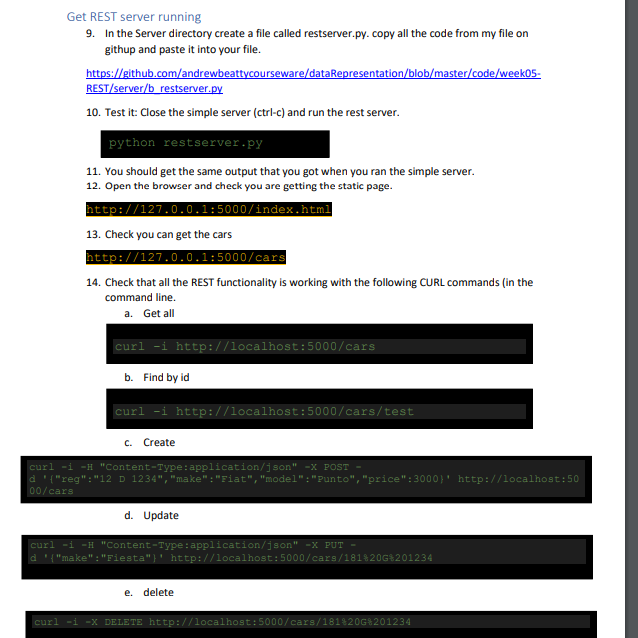 Get REST server running
9. In the Server directory create a file called restserver.py. copy all the code from my file on
githup and paste it into your file.
https://github.com/andrewbeattycourseware/dataRepresentation/blob/master/code/week05-
REST/server/b_restserver.py
10. Test it: Close the simple server (ctrl-c) and run the rest server.
python restserver.py
11. You should get the same output that you got when you ran the simple server.
12. Open the browser and check you are getting the static page.
http://127.0.0.1:5000/index.html
13. Check you can get the cars
http://127.0.0.1:5000/cars
14. Check that all the REST functionality is working with the following CURL commands (in the
command line.
a. Get all
curl -i http://localhost:5000/cars
b. Find by id
curl -i http://localhost:5000/cars/test
c. Create
curl -i -H "Content-Type:application/json" -X POST -
d '{"reg":"12 D 1234","make":"Fiat","model":"Punto","price":3000}' http://localhost:50
00/cars
d. Update
curl -i -H "Content-Type:application/json" -X PUT -
d '{"make":"Fiesta"}' http://localhost:5000/cars/181%20G%201234
e. delete
curl -i -X DELETE http://localhost:5000/cars/181%20G%201234